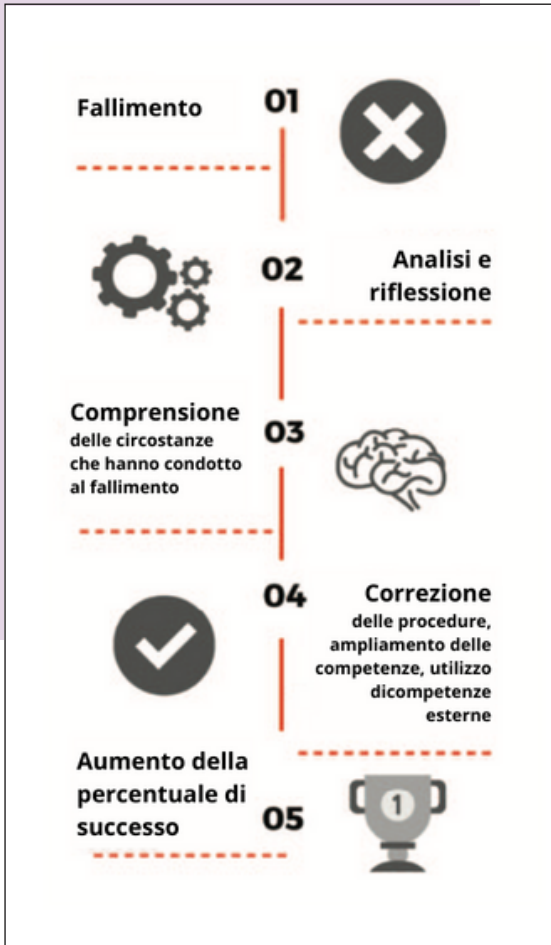 Fallimento
01
02
Analisi e
riflessione
Comprensione
delle circostanze
che hanno condotto
al fallimento
03
04
Correzione
delle procedure,
ampliamento delle
competenze, utilizzo
dicompetenze
esterne
Aumento della
percentuale di
successo
05
1